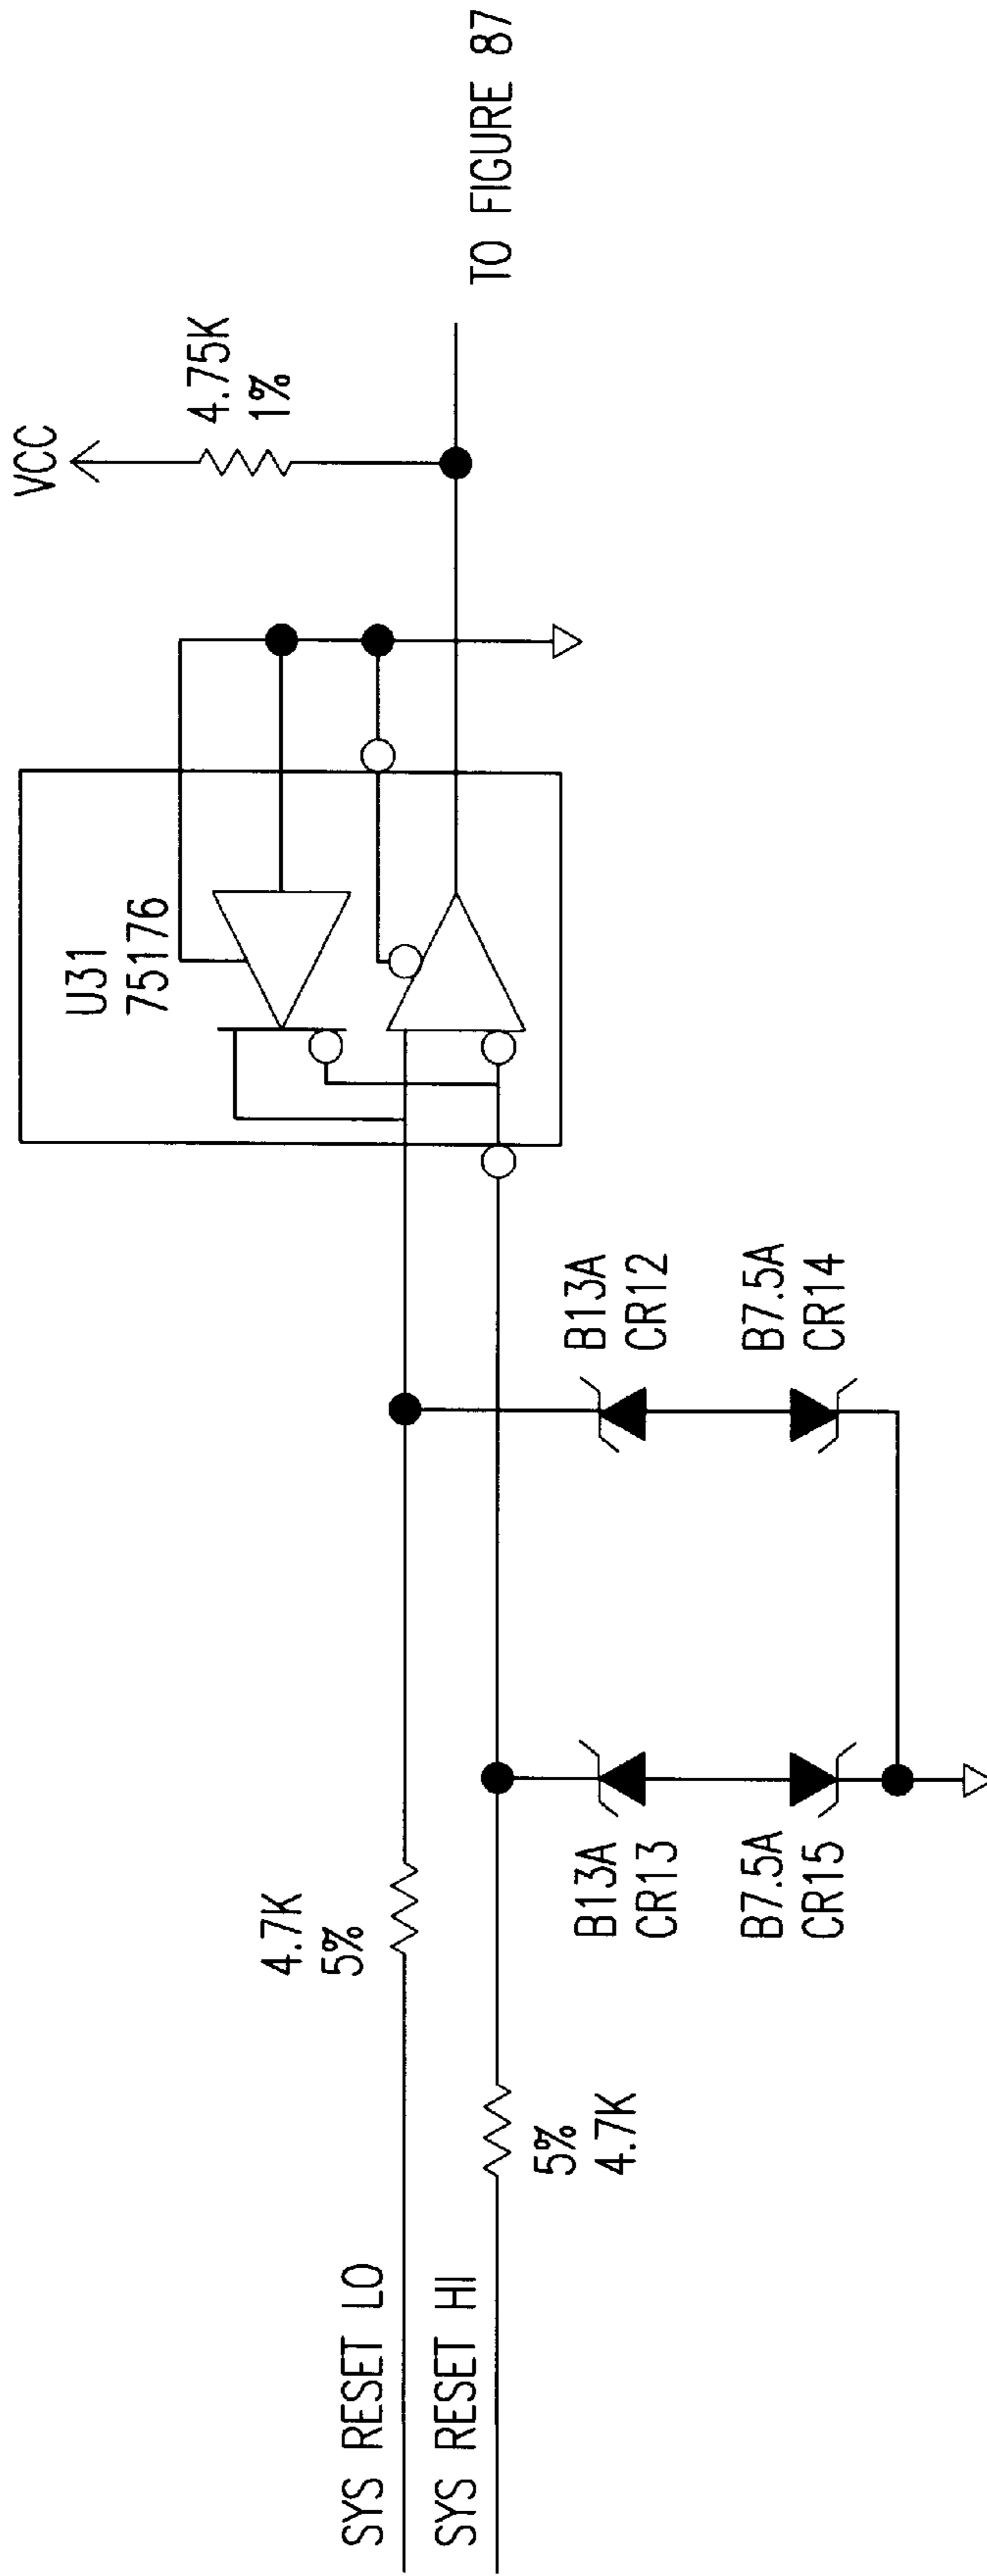 VCC
4.75K
1%
TO FIGURE 87
U31
75176
4.7K
5%
SYS RESET LO
SYS RESET HI
5%
4.7K
B13A
CR13
B13A
CR12
B7.5A
CR15
B7.5A
CR14